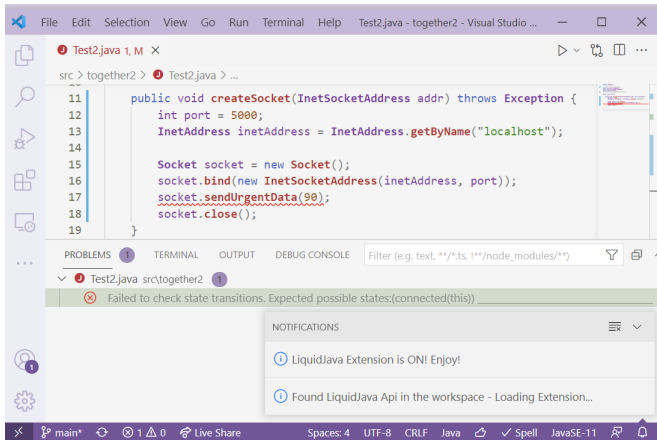 File Edit Selection View Go Run Terminal Help Test2.java - together2 - Visual Studio ...
Test2.java 1, M
src > together2 > Test2.java > ...
11 public void createSocket(InetSocketAddress addr) throws Exception {
12 int port = 5000;
13 InetAddress inetAddress = InetAddress.getByName("localhost");
14
15 Socket socket = new Socket();
16 socket.bind(new InetSocketAddress(inetAddress, port));
17 socket.sendUrgentData(90);
18 socket.close();
19 }
PROBLEMS 1 TERMINAL OUTPUT DEBUG CONSOLE Filter (e.g. text, **/*.ts, !**/node_modules/**)
Test2.java src\together2 1
Failed to check state transitions. Expected possible states:(connected(this))
NOTIFICATIONS
LiquidJava Extension is ON! Enjoy!
Found LiquidJava Api in the workspace - Loading Extension...
1
main* 1 0 Live Share Spaces: 4 UTF-8 CRLF Java Spell JavaSE-11